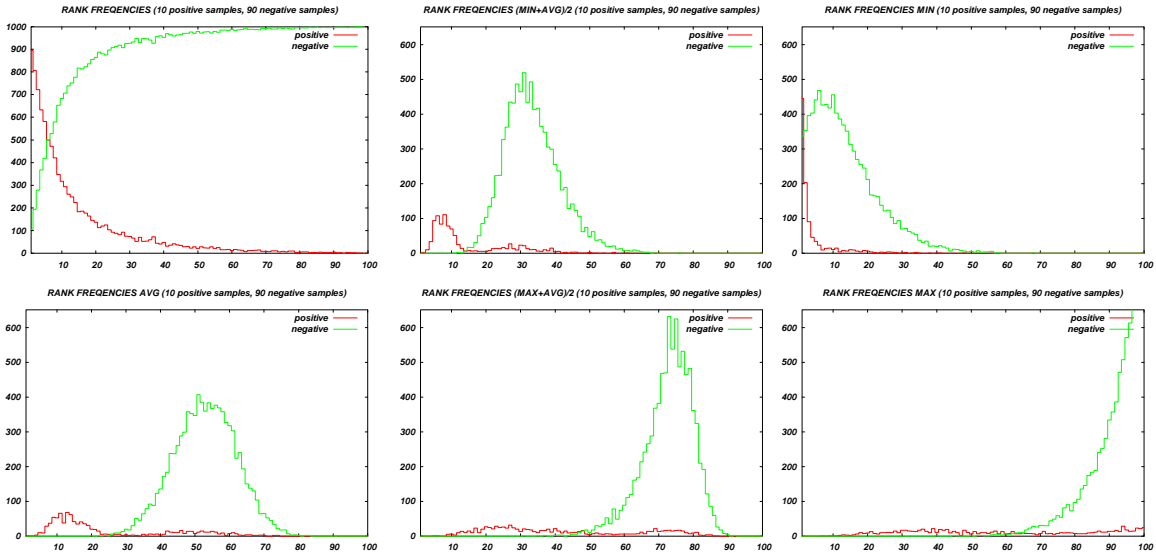 RANK FREQENCIES (10 positive samples, 90 negative samples)
positive
negative
1000
900
800
700
600
500
400
300
200
100
0
10 20 30 40 50 60 70 80 90 100
RANK FREQENCIES (MIN+AVG)/2 (10 positive samples, 90 negative samples)
positive
negative
600
500
400
300
200
100
0
10 20 30 40 50 60 70 80 90 100
RANK FREQENCIES MIN (10 positive samples, 90 negative samples)
positive
negative
600
500
400
300
200
100
0
10 20 30 40 50 60 70 80 90 100
RANK FREQENCIES AVG (10 positive samples, 90 negative samples)
positive
negative
600
500
400
300
200
100
0
10 20 30 40 50 60 70 80 90 100
RANK FREQENCIES (MAX+AVG)/2 (10 positive samples, 90 negative samples)
positive
negative
600
500
400
300
200
100
0
10 20 30 40 50 60 70 80 90 100
RANK FREQENCIES MAX (10 positive samples, 90 negative samples)
positive
negative
600
500
400
300
200
100
0
10 20 30 40 50 60 70 80 90 100